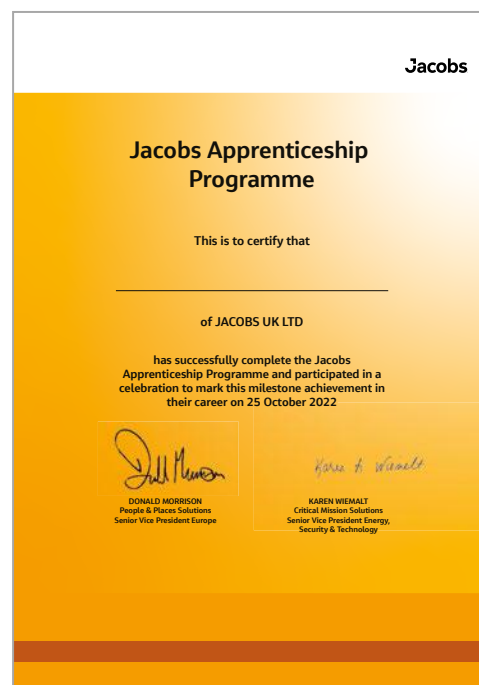 Jacobs
Jacobs Apprenticeship
Programme
This is to certify that
of JACOBS UK LTD
has successfully complete the Jacobs
Apprenticeship Programme and participated in a
celebration to mark this milestone achievement in
their career on 25 October 2022
Karen A Wiemalt
DONALD MORRISON
People & Places Solutions
Senior Vice President Europe
KAREN WIEMALT
Critical Mission Solutions
Senior Vice President Energy,
Security & Technology